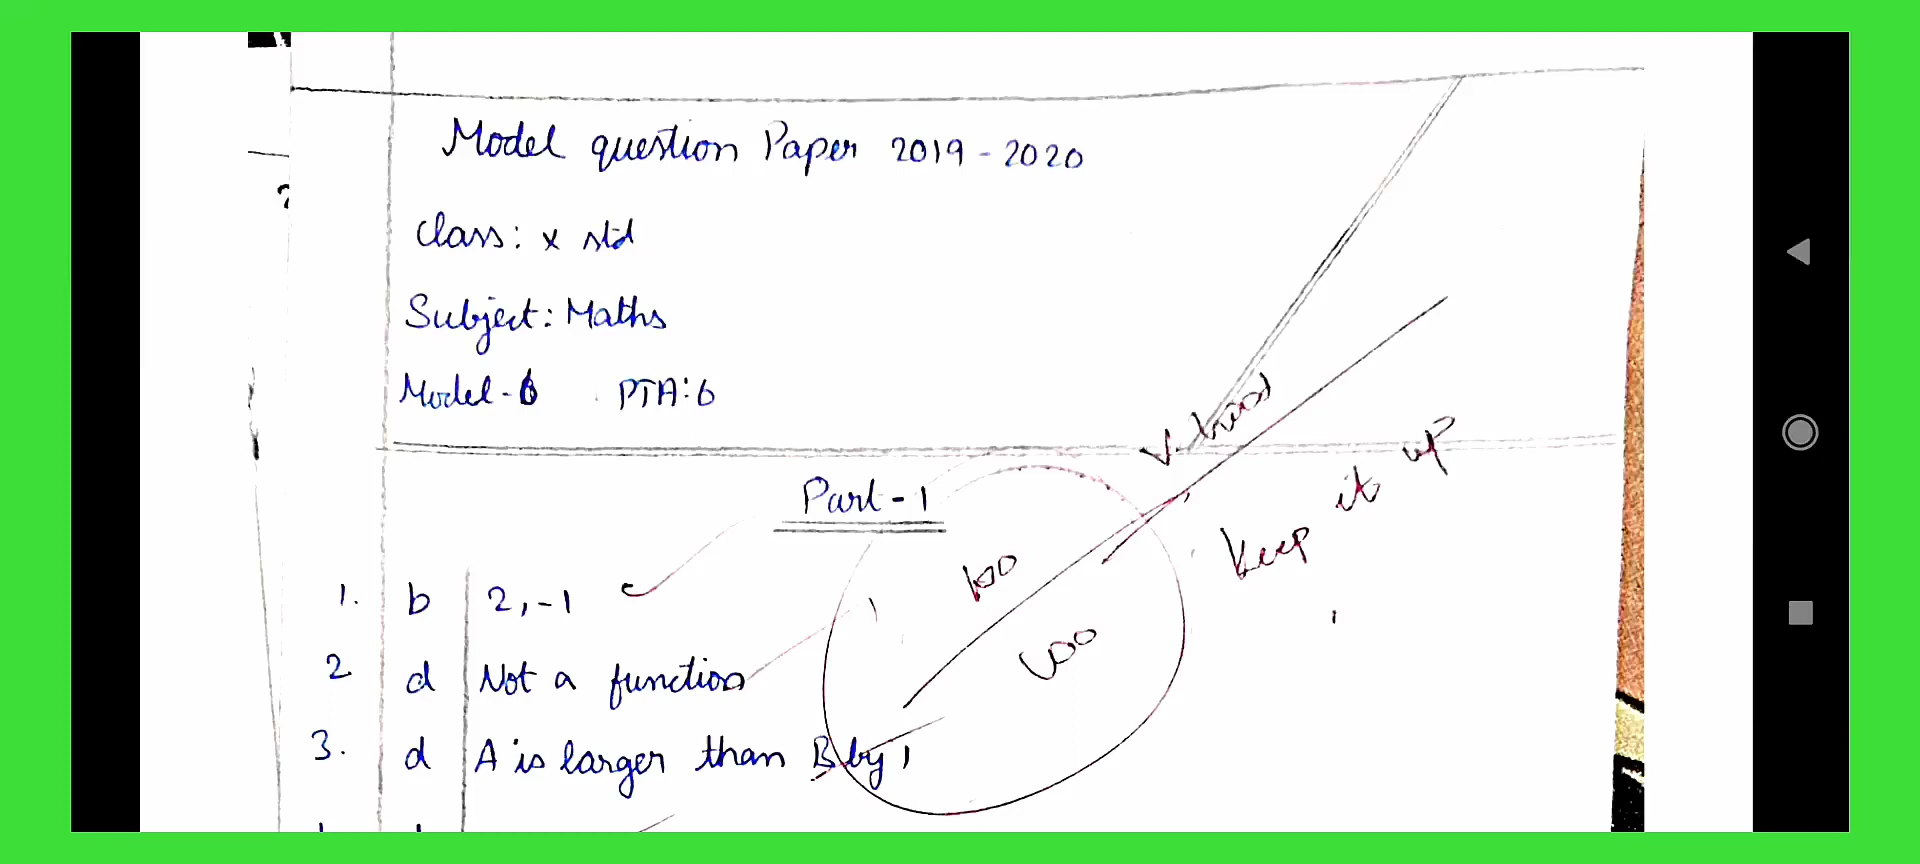 Model question Paper 2019 - 2020
Class: x std
Subject: Maths
Model - 6 PTA: 6
V. Good
Keep it up
Part - 1
100
100
1. b 2, -1
2 d Not a function
3. d A is larger than B by 1